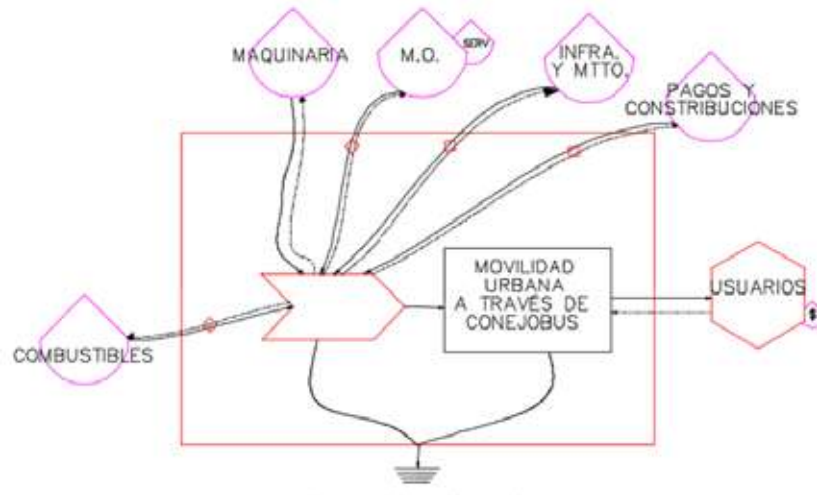 MAQUINARIA
M.O.
SERV
INFRA.
Y MTTO.
PAGOS Y
CONSTRIBUCIONES
MOVILIDAD
URBANA
A TRAVÉS DE
CONEJOBUS
USUARIOS
$
COMBUSTIBLES